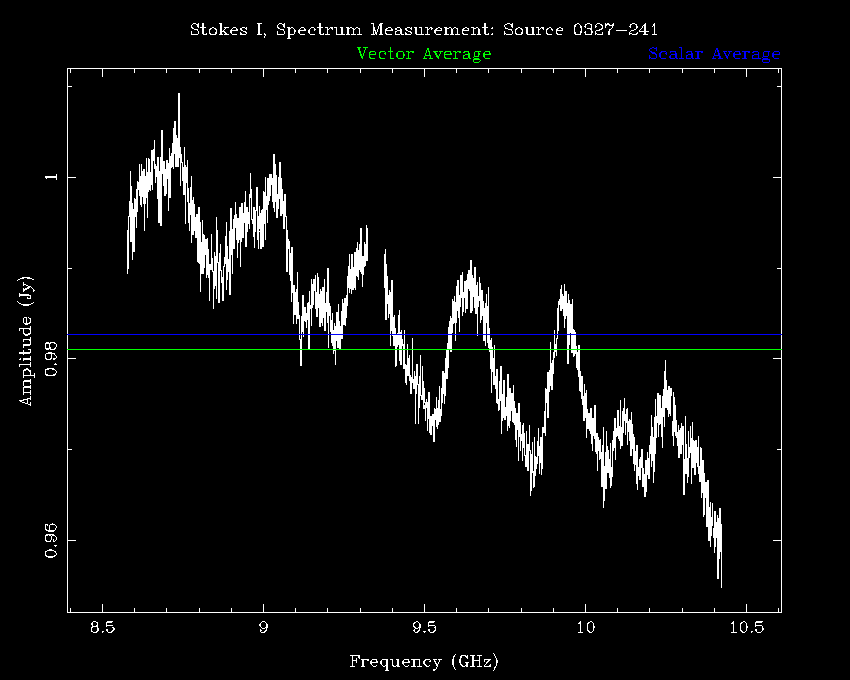 Stokes I, Spectrum Measurement: Source 0327-241
Vector Average Scalar Average
1
0.98
0.96
Amplitude (Jy)
8.5 9 9.5 10 10.5
Frequency (GHz)